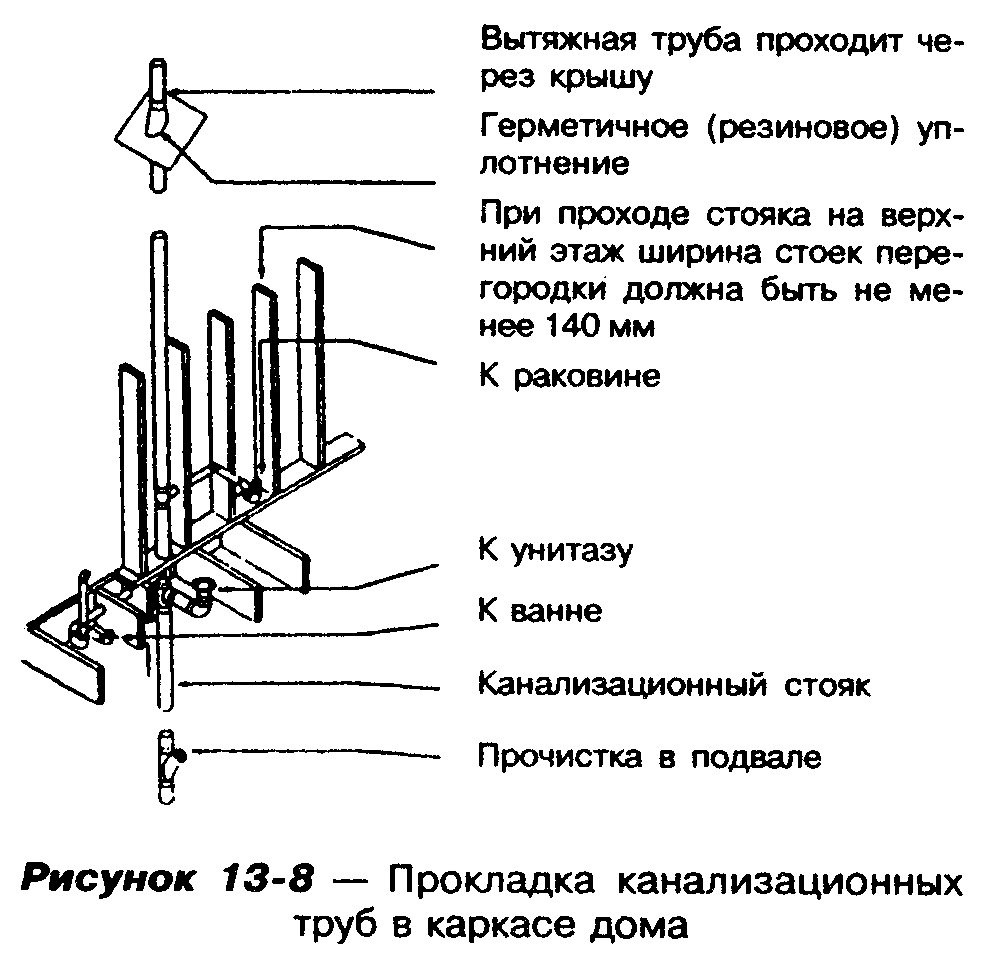 Вытяжная труба проходит че-
рез крышу
Герметичное (резиновое) уп-
лотнение
При проходе стояка на верх-
ний этаж ширина стоек пере-
городки должна быть не ме-
нее 140 мм
К раковине
К унитазу
К ванне
Канализационный стояк
Прочистка в подвале
Рисунок 13-8 — Прокладка канализационных
труб в каркасе дома